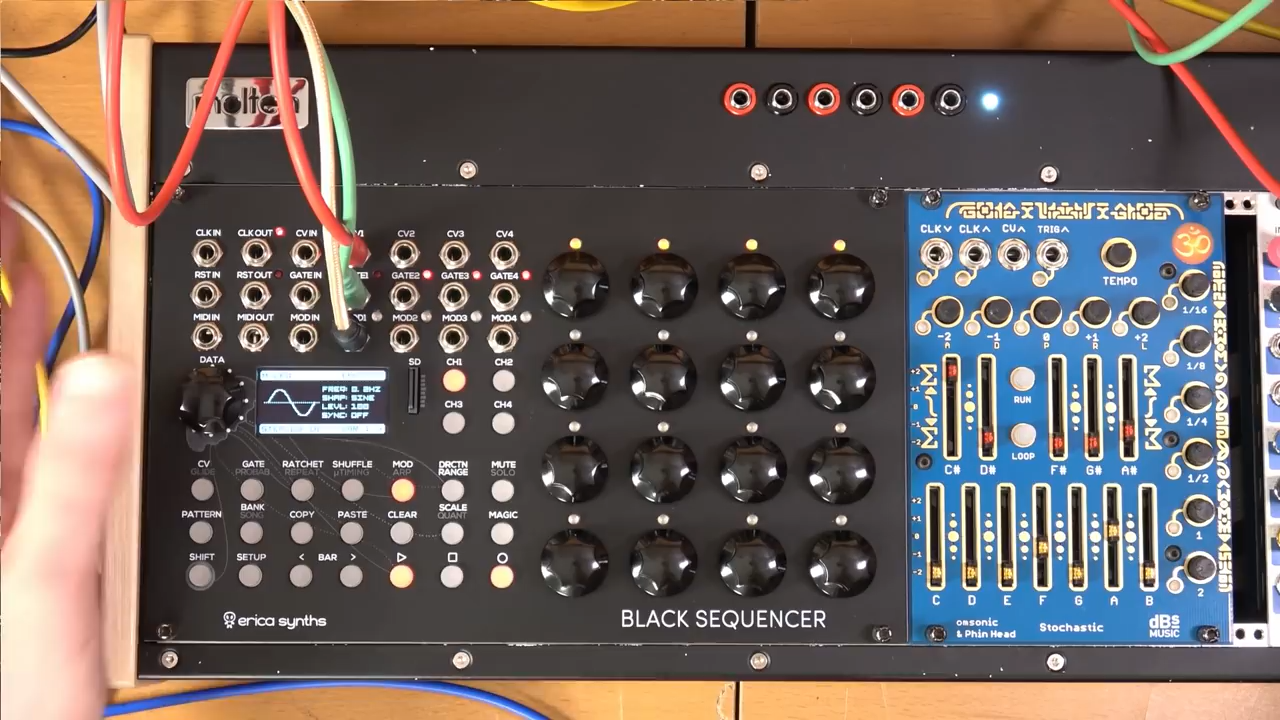 molten
CLK IN CLK OUT CV IN CV1 CV2 CV3 CV4
RST IN RST OUT GATE IN GATE2 GATE3 GATE4
MIDI IN MIDI OUT MOD IN MOD2 MOD3 MOD4
DATA
SD
CH1 CH2
CH3 CH4
SHAP: SINE
SYNC: OFF
CV GATE RATCHET SHUFFLE MOD DRCTN MUTE
GLIDE PROBAB REPEAT µTIMING ARP RANGE SOLO
PATTERN BANK COPY PASTE CLEAR SCALE MAGIC
SONG QUANT
SHIFT SETUP < BAR >
erica synths
BLACK SEQUENCER
CLK CLK CV TRIG
TEMPO
1/16
-2 -1 0 +1 +2
1/8
RUN
1/4
LOOP
C# D# F# G# A#
1/2
1
2
C D E F G A B
omsonic
& Phin Head
Stochastic
dBs
MUSIC